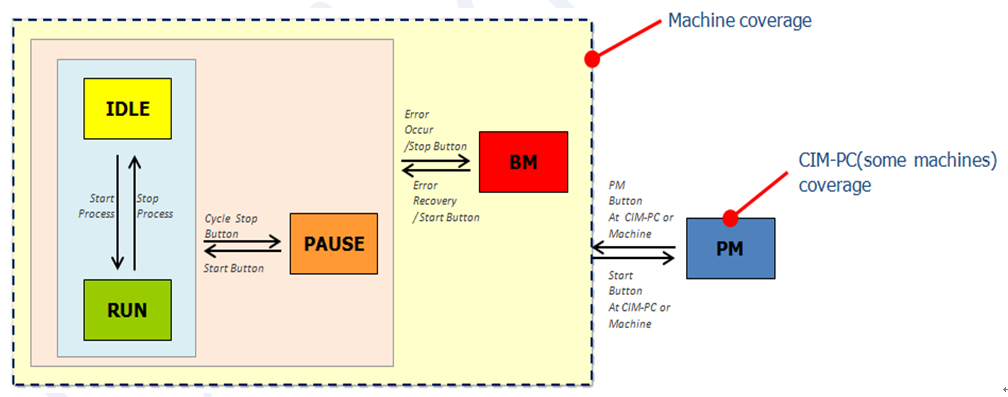 Machine coverage
IDLE
Start
Process
Stop
Process
RUN
Cycle Stop
Button
Start Button
PAUSE
Error
Occur
/Stop Button
Error
Recovery
/ Start Button
BM
CIM-PC(some machines)
coverage
PM
Button
At CIM-PC or
Machine
Start
Button
At CIM-PC or
Machine
PM